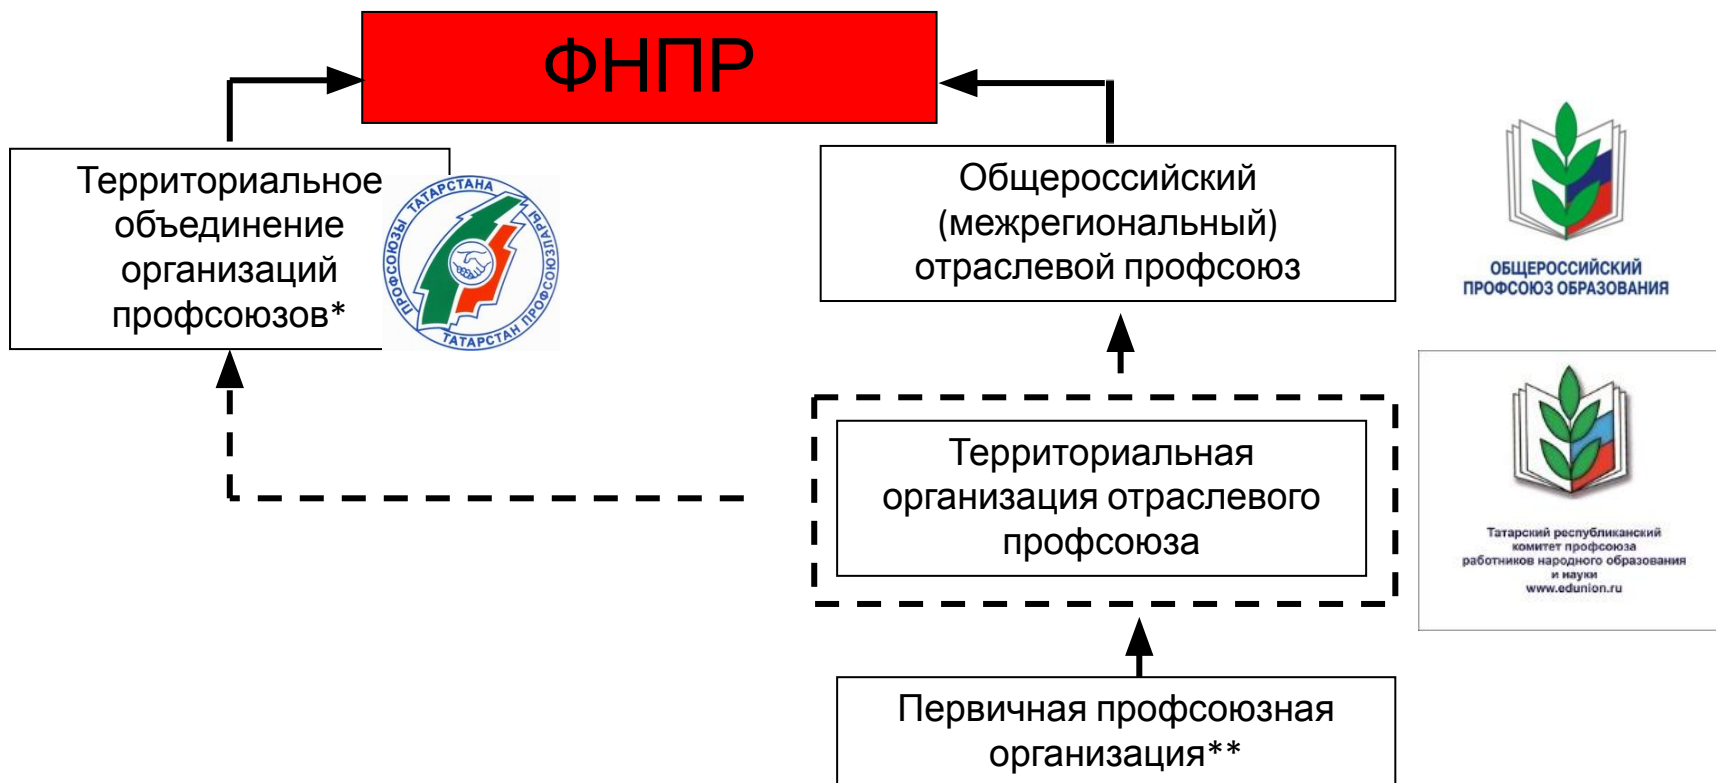 ФНПР
Территориальное
объединение
организаций
профсоюзов*
ПРОФСОЮЗЫ ТАТАРСТАНА
ТАТАРСТАН ПРОФСОЮЗЛАРЫ
Общероссийский
(межрегиональный)
отраслевой профсоюз
ОБЩЕРОССИЙСКИЙ
ПРОФСОЮЗ ОБРАЗОВАНИЯ
Территориальная
организация отраслевого
профсоюза
Татарский республиканский
комитет профсоюза
работников народного образования
и науки
www.edunion.ru
Первичная профсоюзная
организация**